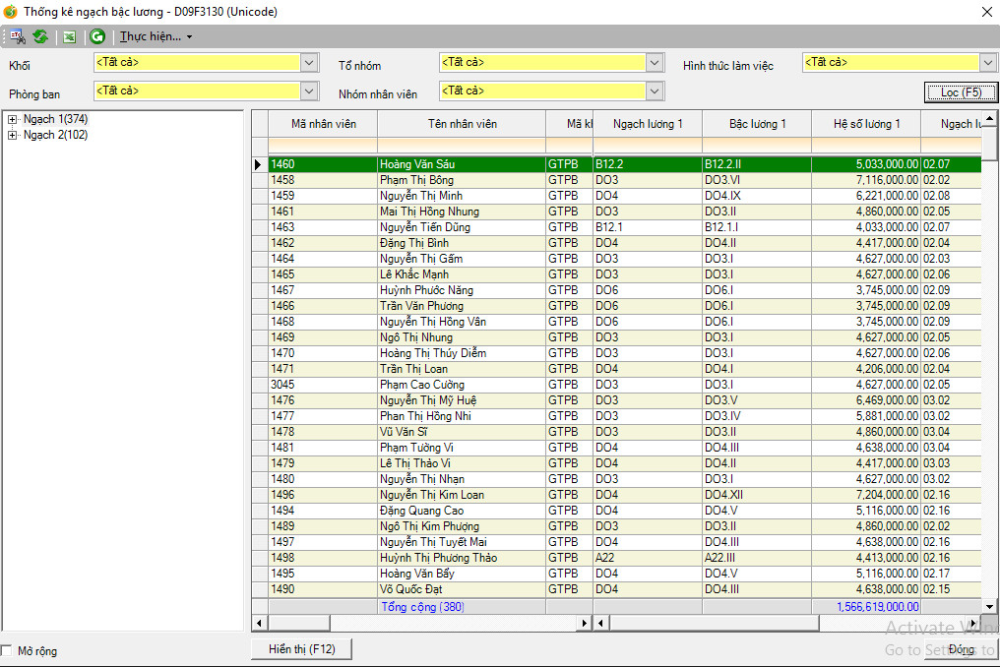 Thống kê ngạch bậc lương - D09F3130 (Unicode)
Thực hiện...
Khối <Tất cả> Tổ nhóm <Tất cả> Hình thức làm việc <Tất cả>
Phòng ban <Tất cả> Nhóm nhân viên <Tất cả> Lọc (F5)
Ngạch 1(374)
Ngạch 2(102)
Mã nhân viên Tên nhân viên Mã kh Ngạch lương 1 Bậc lương 1 Hệ số lương 1 Ngạch lư
1460 Hoàng Văn Sáu GTPB B12.2 B12.2.II 5,033,000.00 02.07
1458 Phạm Thị Bông GTPB DO3 DO3.VI 7,116,000.00 02.02
1459 Nguyễn Thị Minh GTPB DO4 DO4.IX 6,221,000.00 02.08
1461 Mai Thị Hồng Nhung GTPB DO3 DO3.II 4,860,000.00 02.05
1463 Nguyễn Tiến Dũng GTPB B12.1 B12.1.I 4,033,000.00 02.07
1462 Đặng Thị Bình GTPB DO4 DO4.II 4,417,000.00 02.04
1464 Nguyễn Thị Gấm GTPB DO3 DO3.I 4,627,000.00 02.03
1465 Lê Khắc Mạnh GTPB DO3 DO3.I 4,627,000.00 02.06
1467 Huỳnh Phước Năng GTPB DO6 DO6.I 3,745,000.00 02.09
1466 Trần Văn Phương GTPB DO6 DO6.I 3,745,000.00 02.09
1468 Nguyễn Thị Hồng Vân GTPB DO6 DO6.I 3,745,000.00 02.09
1469 Ngô Thị Nhung GTPB DO3 DO3.I 4,627,000.00 02.05
1470 Hoàng Thị Thúy Diễm GTPB DO3 DO3.I 4,627,000.00 02.06
1471 Trần Thị Loan GTPB DO4 DO4.I 4,206,000.00 02.04
3045 Phạm Cao Cường GTPB DO3 DO3.I 4,627,000.00 02.05
1476 Nguyễn Thị Mỹ Huệ GTPB DO3 DO3.V 6,469,000.00 03.02
1477 Phan Thị Hồng Nhi GTPB DO3 DO3.IV 5,881,000.00 03.02
1478 Vũ Văn Sĩ GTPB DO3 DO3.II 4,860,000.00 03.04
1481 Phạm Tường Vi GTPB DO4 DO4.III 4,638,000.00 03.04
1479 Lê Thị Thảo Vi GTPB DO4 DO4.II 4,417,000.00 03.03
1480 Nguyễn Thị Nhạn GTPB DO3 DO3.I 4,627,000.00 03.02
1496 Nguyễn Thị Kim Loan GTPB DO4 DO4.XII 7,204,000.00 02.16
1494 Đặng Quang Cao GTPB DO4 DO4.V 5,116,000.00 02.16
1489 Ngô Thị Kim Phượng GTPB DO3 DO3.II 4,860,000.00 02.02
1497 Nguyễn Thị Tuyết Mai GTPB DO4 DO4.III 4,638,000.00 02.16
1498 Huỳnh Thị Phương Thảo GTPB A22 A22.III 4,413,000.00 02.16
1495 Hoàng Văn Bẩy GTPB DO4 DO4.V 5,116,000.00 02.17
1490 Võ Quốc Đạt GTPB DO4 DO4.III 4,638,000.00 02.15
Tổng cộng (380) 1,566,619,000.00
Activate Win
Mở rộng Hiển thị (F12) Go to Settings to Đóng